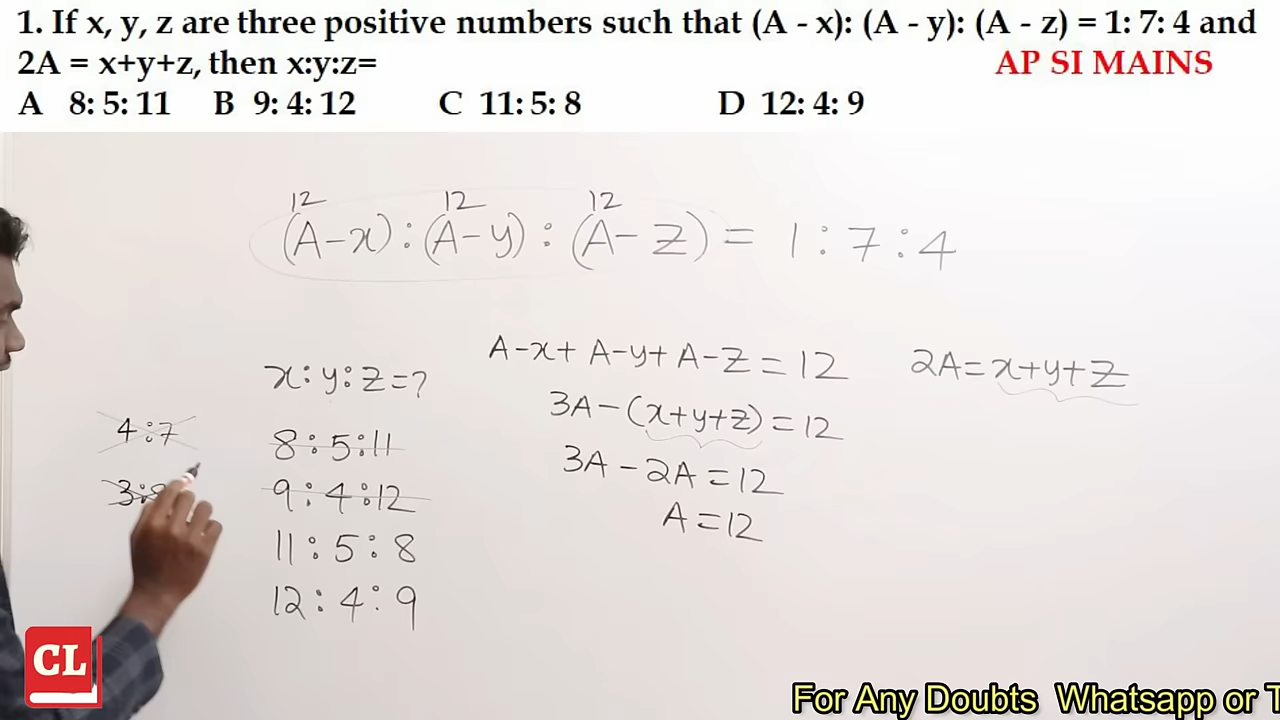 1. If x, y, z are three positive numbers such that (A - x): (A - y): (A - z) = 1: 7: 4 and
2A = x+y+z, then x:y:z= AP SI MAINS
A 8: 5: 11 B 9: 4: 12 C 11: 5: 8 D 12: 4: 9
12 12 12
(A-x):(A-y):(A-z)= 1:7:4
A-x+A-y+A-z=12
2A=x+y+z
x:y:z=?
3A-(x+y+z)=12
4:7
8:5:11
3A-2A=12
3:8
9:4:12
A=12
11:5:8
12:4:9
CL
For Any Doubts Whatsapp or T